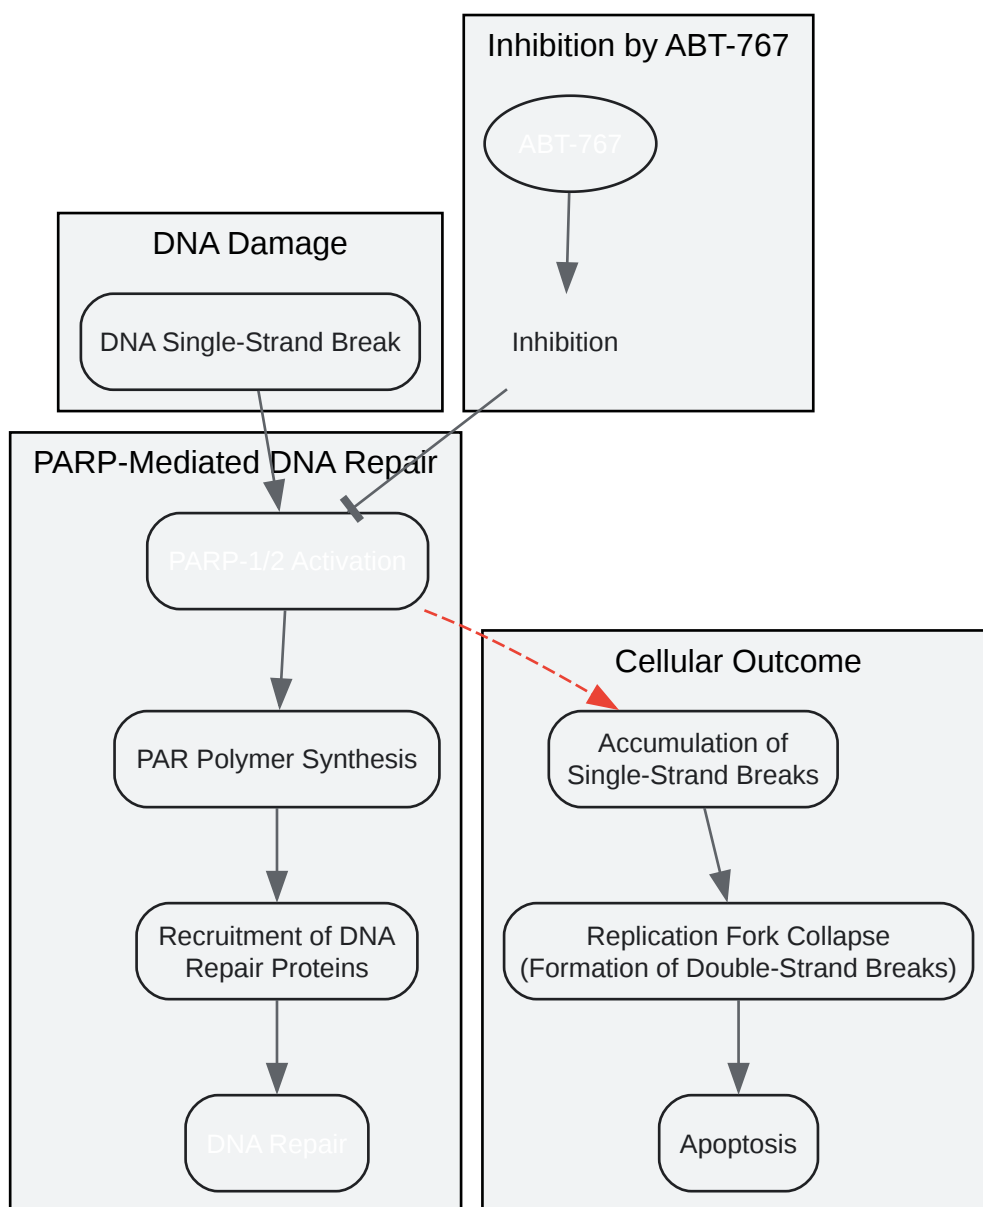 Inhibition by ABT-767
ABT-767
Inhibition
DNA Damage
DNA Single-Strand Break
PARP-Mediated DNA Repair
PARP-1/2 Activation
PAR Polymer Synthesis
Recruitment of DNA
Repair Proteins
DNA Repair
Cellular Outcome
Accumulation of
Single-Strand Breaks
Replication Fork Collapse
(Formation of Double-Strand Breaks)
Apoptosis